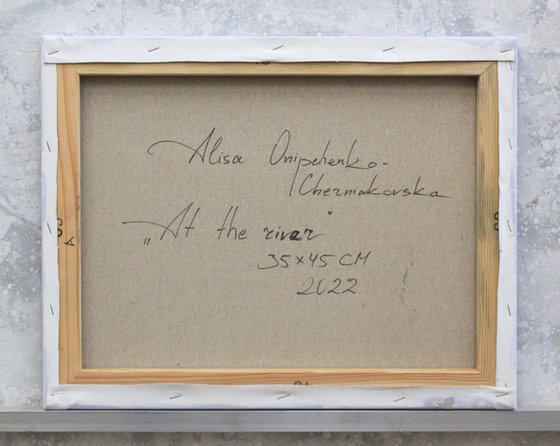 Alisa Onipchenko-
Cherniakovska
„At the river"
35×45 CM
2022